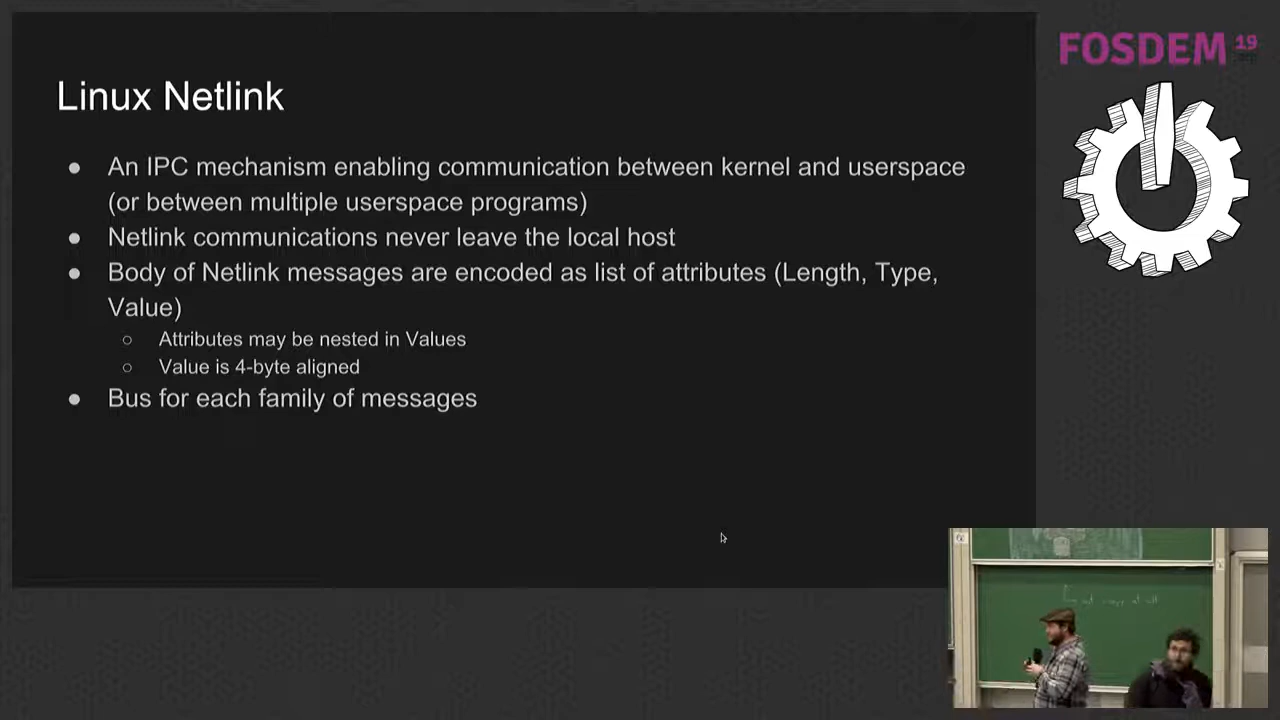 FOSDEM 19
.org
Linux Netlink
● An IPC mechanism enabling communication between kernel and userspace
(or between multiple userspace programs)
● Netlink communications never leave the local host
● Body of Netlink messages are encoded as list of attributes (Length, Type,
Value)
○ Attributes may be nested in Values
○ Value is 4-byte aligned
● Bus for each family of messages